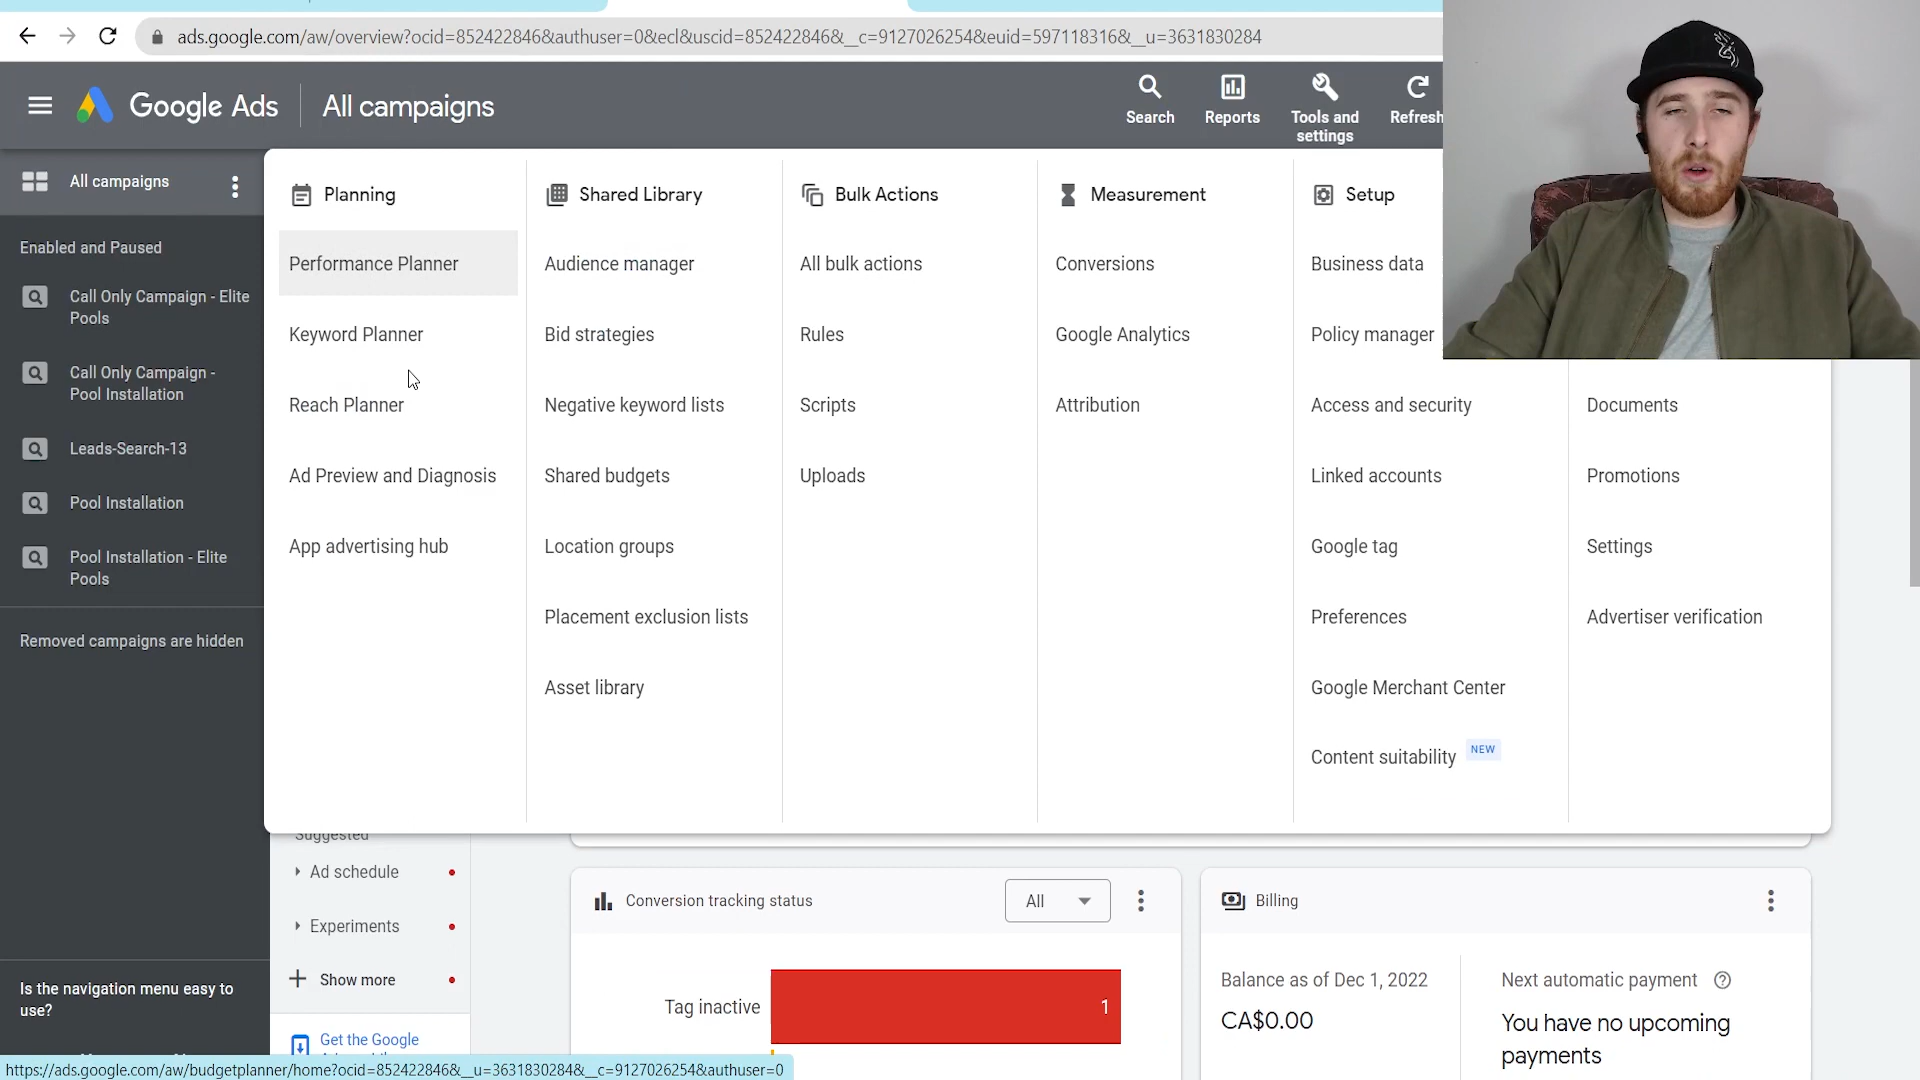 ads.google.com/aw/overview?ocid=852422846&authuser=0&ecl&uscid=852422846&__c=9127026254&euid=597118316&__u=3631830284
Google Ads
All campaigns
Search
Reports
Tools and
settings
Refresh
All campaigns
Enabled and Paused
Call Only Campaign - Elite
Pools
Call Only Campaign -
Pool Installation
Leads-Search-13
Pool Installation
Pool Installation - Elite
Pools
Removed campaigns are hidden
Is the navigation menu easy to
use?
Planning
Performance Planner
Keyword Planner
Reach Planner
Ad Preview and Diagnosis
App advertising hub
Shared Library
Audience manager
Bid strategies
Negative keyword lists
Shared budgets
Location groups
Placement exclusion lists
Asset library
Bulk Actions
All bulk actions
Rules
Scripts
Uploads
Measurement
Conversions
Google Analytics
Attribution
Setup
Business data
Policy manager
Access and security
Linked accounts
Google tag
Preferences
Google Merchant Center
Content suitability NEW
Documents
Promotions
Settings
Advertiser verification
Suggested
Ad schedule
Experiments
Show more
Get the Google
Conversion tracking status
All
Tag inactive
1
Billing
Balance as of Dec 1, 2022
CA$0.00
Next automatic payment
You have no upcoming
payments
https://ads.google.com/aw/budgetplanner/home?ocid=852422846&__u=3631830284&__c=9127026254&authuser=0